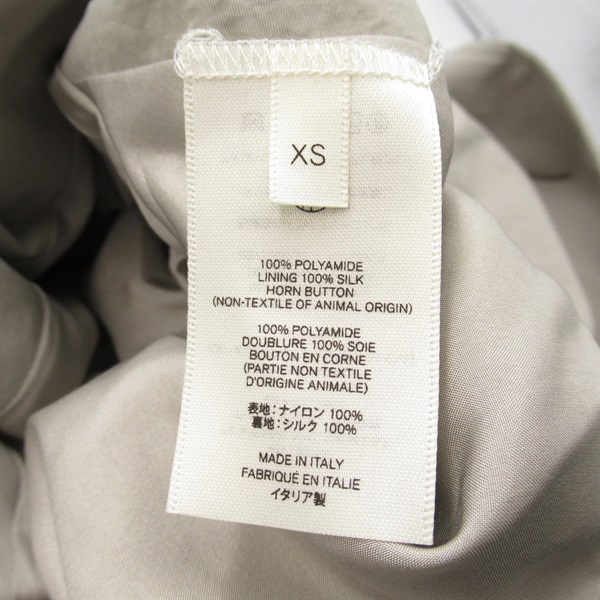 XS
100% POLYAMIDE
LINING 100% SILK
HORN BUTTON
(NON-TEXTILE OF ANIMAL ORIGIN)
100% POLYAMIDE
DOUBLURE 100% SOIE
BOUTON EN CORNE
(PARTIE NON TEXTILE
D'ORIGINE ANIMALE)
表地:ナイロン 100%
裏地:シルク 100%
MADE IN ITALY
FABRIQUÉ EN ITALIE
イタリア製